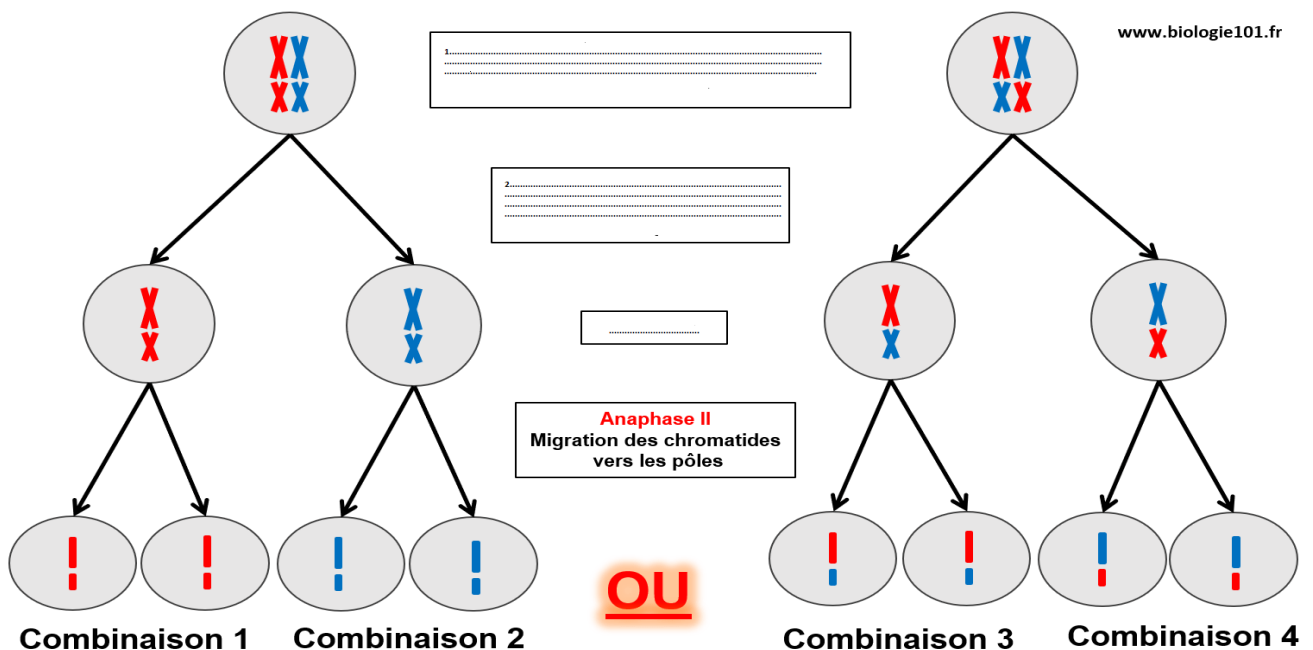 www.biologie101.fr
1...........................................................................
...........................................................................
...........................................................................
2...........................................................................
...........................................................................
...........................................................................
...........................................................................
.......................................
Anaphase II
Migration des chromatides
vers les pôles
OU
Combinaison 1
Combinaison 2
Combinaison 3
Combinaison 4